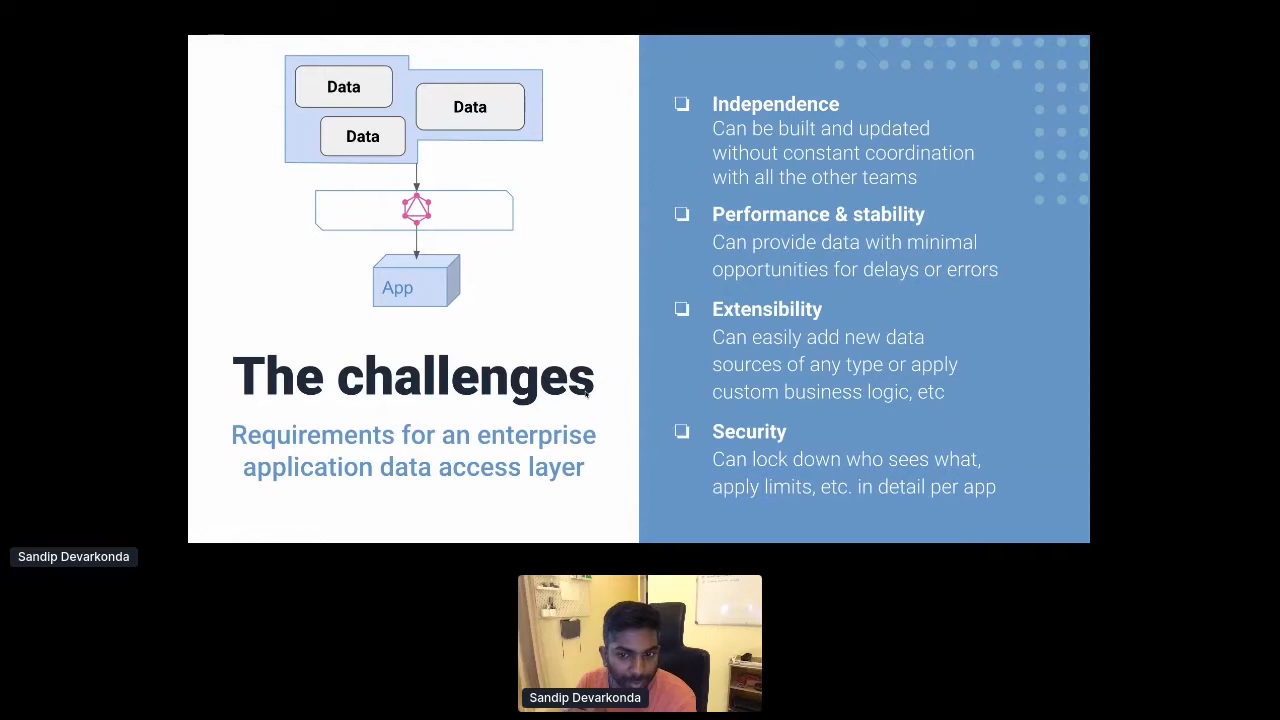 Data
Data
Data
App
The challenges
Requirements for an enterprise
application data access layer
Independence
Can be built and updated
without constant coordination
with all the other teams
Performance & stability
Can provide data with minimal
opportunities for delays or errors
Extensibility
Can easily add new data
sources of any type or apply
custom business logic, etc
Security
Can lock down who sees what,
apply limits, etc. in detail per app
Sandip Devarkonda
Sandip Devarkonda